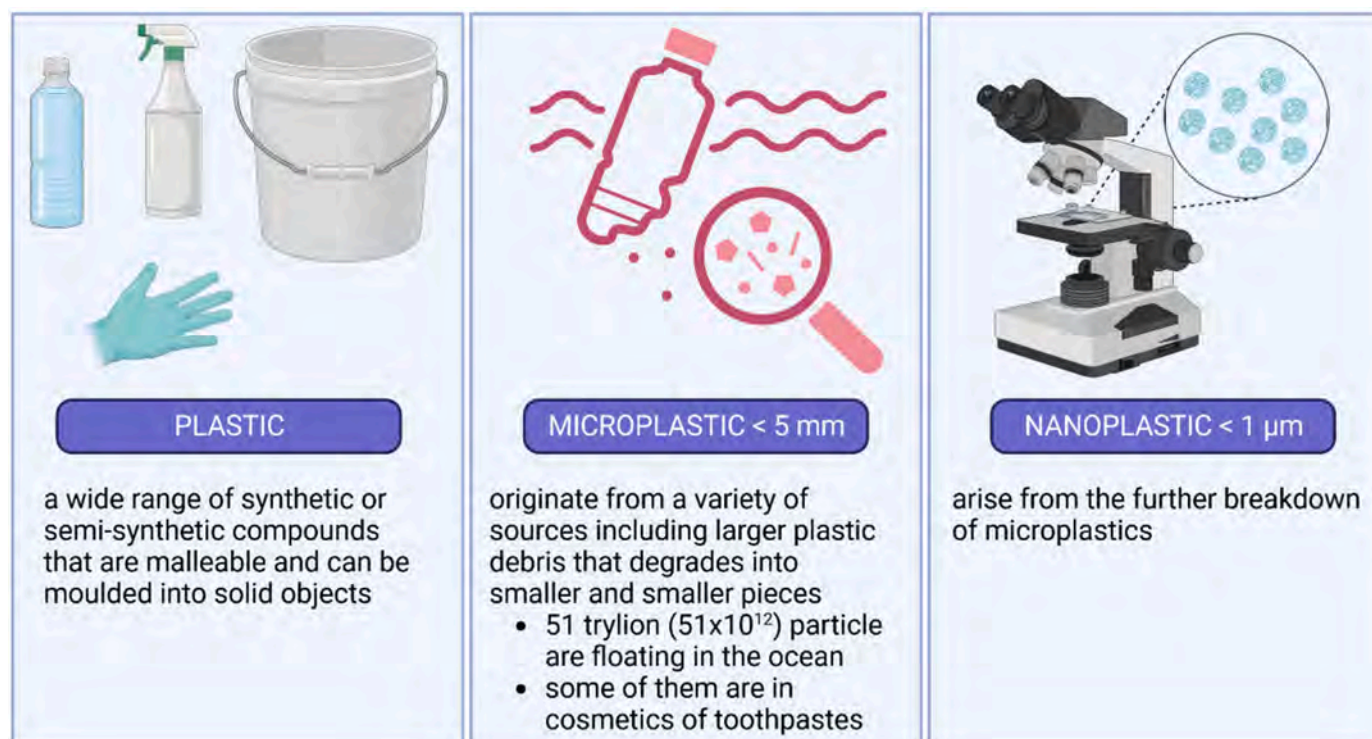 PLASTIC
a wide range of synthetic or
semi-synthetic compounds
that are malleable and can be
moulded into solid objects
MICROPLASTIC < 5 mm
originate from a variety of
sources including larger plastic
debris that degrades into
smaller and smaller pieces
• 51 trylion (51x10¹²) particle
are floating in the ocean
• some of them are in
cosmetics of toothpastes
NANOPLASTIC < 1 µm
arise from the further breakdown
of microplastics